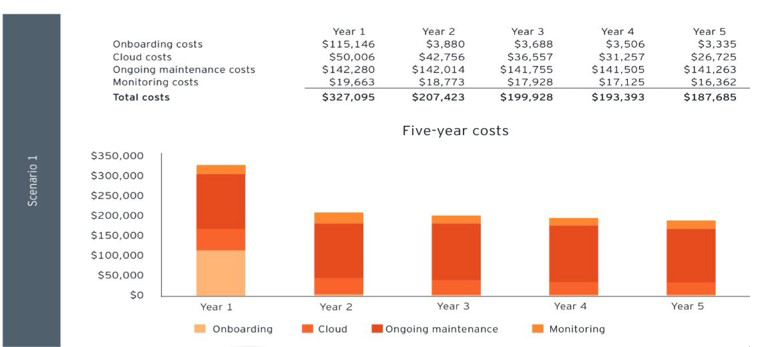 Scenario 1
Year 1 Year 2 Year 3 Year 4 Year 5
Onboarding costs $115,146 $3,880 $3,688 $3,506 $3,335
Cloud costs $50,006 $42,756 $36,557 $31,257 $26,725
Ongoing maintenance costs $142,280 $142,014 $141,755 $141,505 $141,263
Monitoring costs $19,663 $18,773 $17,928 $17,125 $16,362
Total costs $327,095 $207,423 $199,928 $193,393 $187,685
Five-year costs
$350,000
$300,000
$250,000
$200,000
$150,000
$100,000
$50,000
$0
Year 1 Year 2 Year 3 Year 4 Year 5
Onboarding Cloud Ongoing maintenance Monitoring